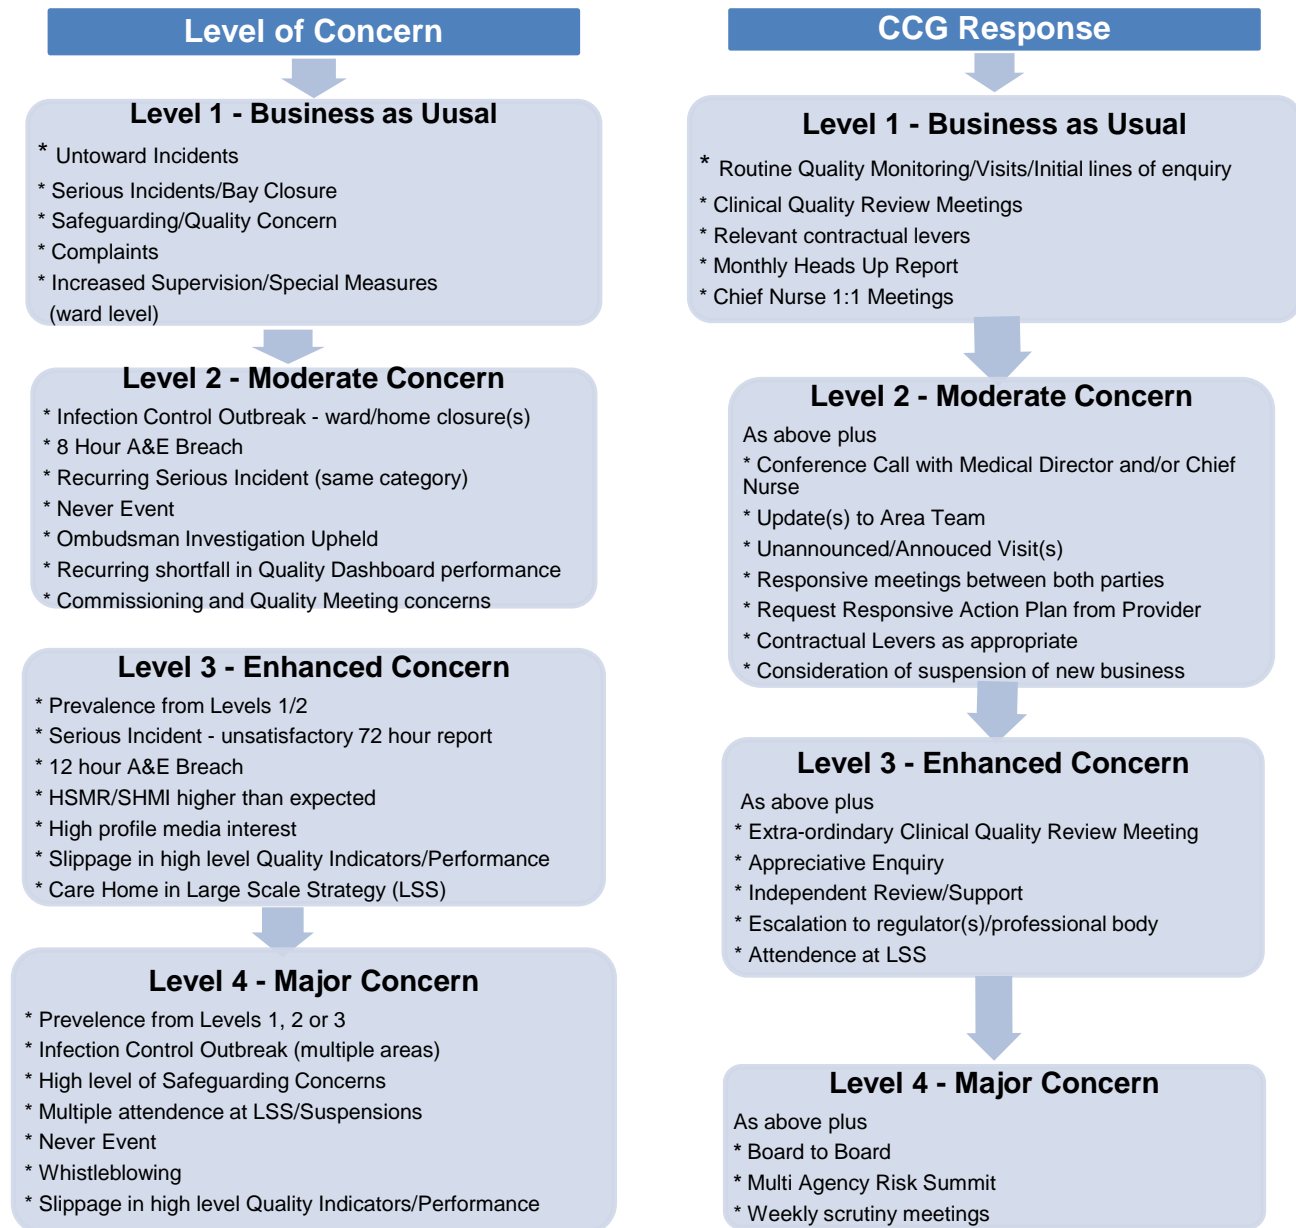 Level of Concern
Level 1 - Business as Uusal
* Untoward Incidents
* Serious Incidents/Bay Closure
* Safeguarding/Quality Concern
* Complaints
* Increased Supervision/Special Measures
(ward level)
Level 2 - Moderate Concern
* Infection Control Outbreak - ward/home closure(s)
* 8 Hour A&E Breach
* Recurring Serious Incident (same category)
* Never Event
* Ombudsman Investigation Upheld
* Recurring shortfall in Quality Dashboard performance
* Commissioning and Quality Meeting concerns
Level 3 - Enhanced Concern
* Prevalence from Levels 1/2
* Serious Incident - unsatisfactory 72 hour report
* 12 hour A&E Breach
* HSMR/SHMI higher than expected
* High profile media interest
* Slippage in high level Quality Indicators/Performance
* Care Home in Large Scale Strategy (LSS)
Level 4 - Major Concern
* Prevelence from Levels 1, 2 or 3
* Infection Control Outbreak (multiple areas)
* High level of Safeguarding Concerns
* Multiple attendence at LSS/Suspensions
* Never Event
* Whistleblowing
* Slippage in high level Quality Indicators/Performance
CCG Response
Level 1 - Business as Usual
* Routine Quality Monitoring/Visits/Initial lines of enquiry
* Clinical Quality Review Meetings
* Relevant contractual levers
* Monthly Heads Up Report
* Chief Nurse 1:1 Meetings
Level 2 - Moderate Concern
As above plus
* Conference Call with Medical Director and/or Chief
Nurse
* Update(s) to Area Team
* Unannounced/Annouced Visit(s)
* Responsive meetings between both parties
* Request Responsive Action Plan from Provider
* Contractual Levers as appropriate
* Consideration of suspension of new business
Level 3 - Enhanced Concern
As above plus
* Extra-ordindary Clinical Quality Review Meeting
* Appreciative Enquiry
* Independent Review/Support
* Escalation to regulator(s)/professional body
* Attendence at LSS
Level 4 - Major Concern
As above plus
* Board to Board
* Multi Agency Risk Summit
* Weekly scrutiny meetings